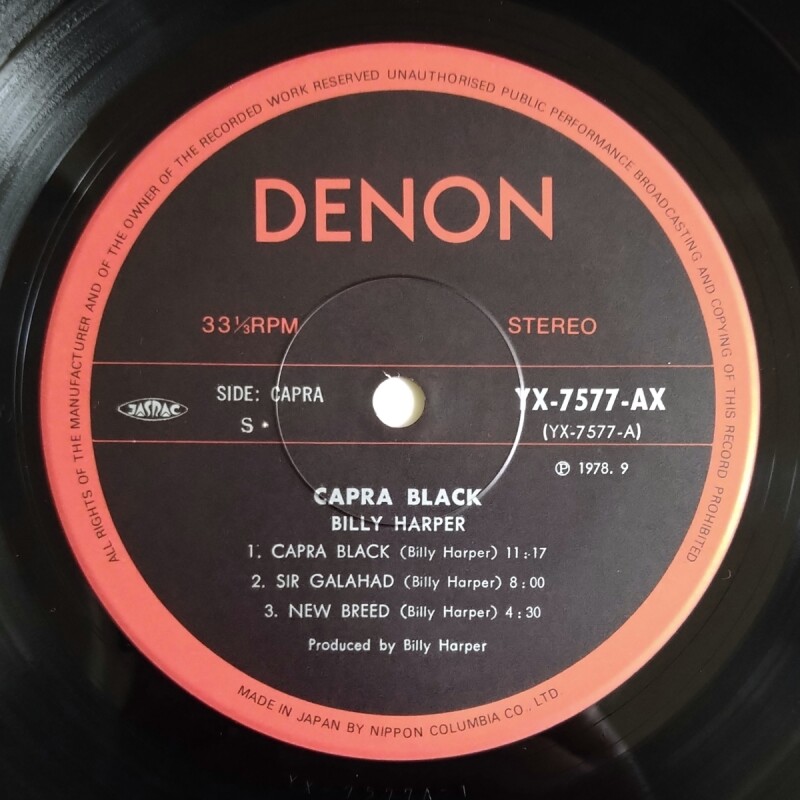 ALL RIGHTS OF THE MANUFACTURER AND OF THE OWNER OF THE RECORDED WORK RESERVED UNAUTHORISED PUBLIC PERFORMANCE BROADCASTING AND COPYING OF THIS RECORD PROHIBITED
DENON
33⅓RPM STEREO
JASRAC SIDE: CAPRA YX-7577-AX
S• (YX-7577-A)
Ⓟ 1978. 9
CAPRA BLACK
BILLY HARPER
1. CAPRA BLACK (Billy Harper) 11:17
2. SIR GALAHAD (Billy Harper) 8:00
3. NEW BREED (Billy Harper) 4:30
Produced by Billy Harper
MADE IN JAPAN BY NIPPON COLUMBIA CO., LTD.